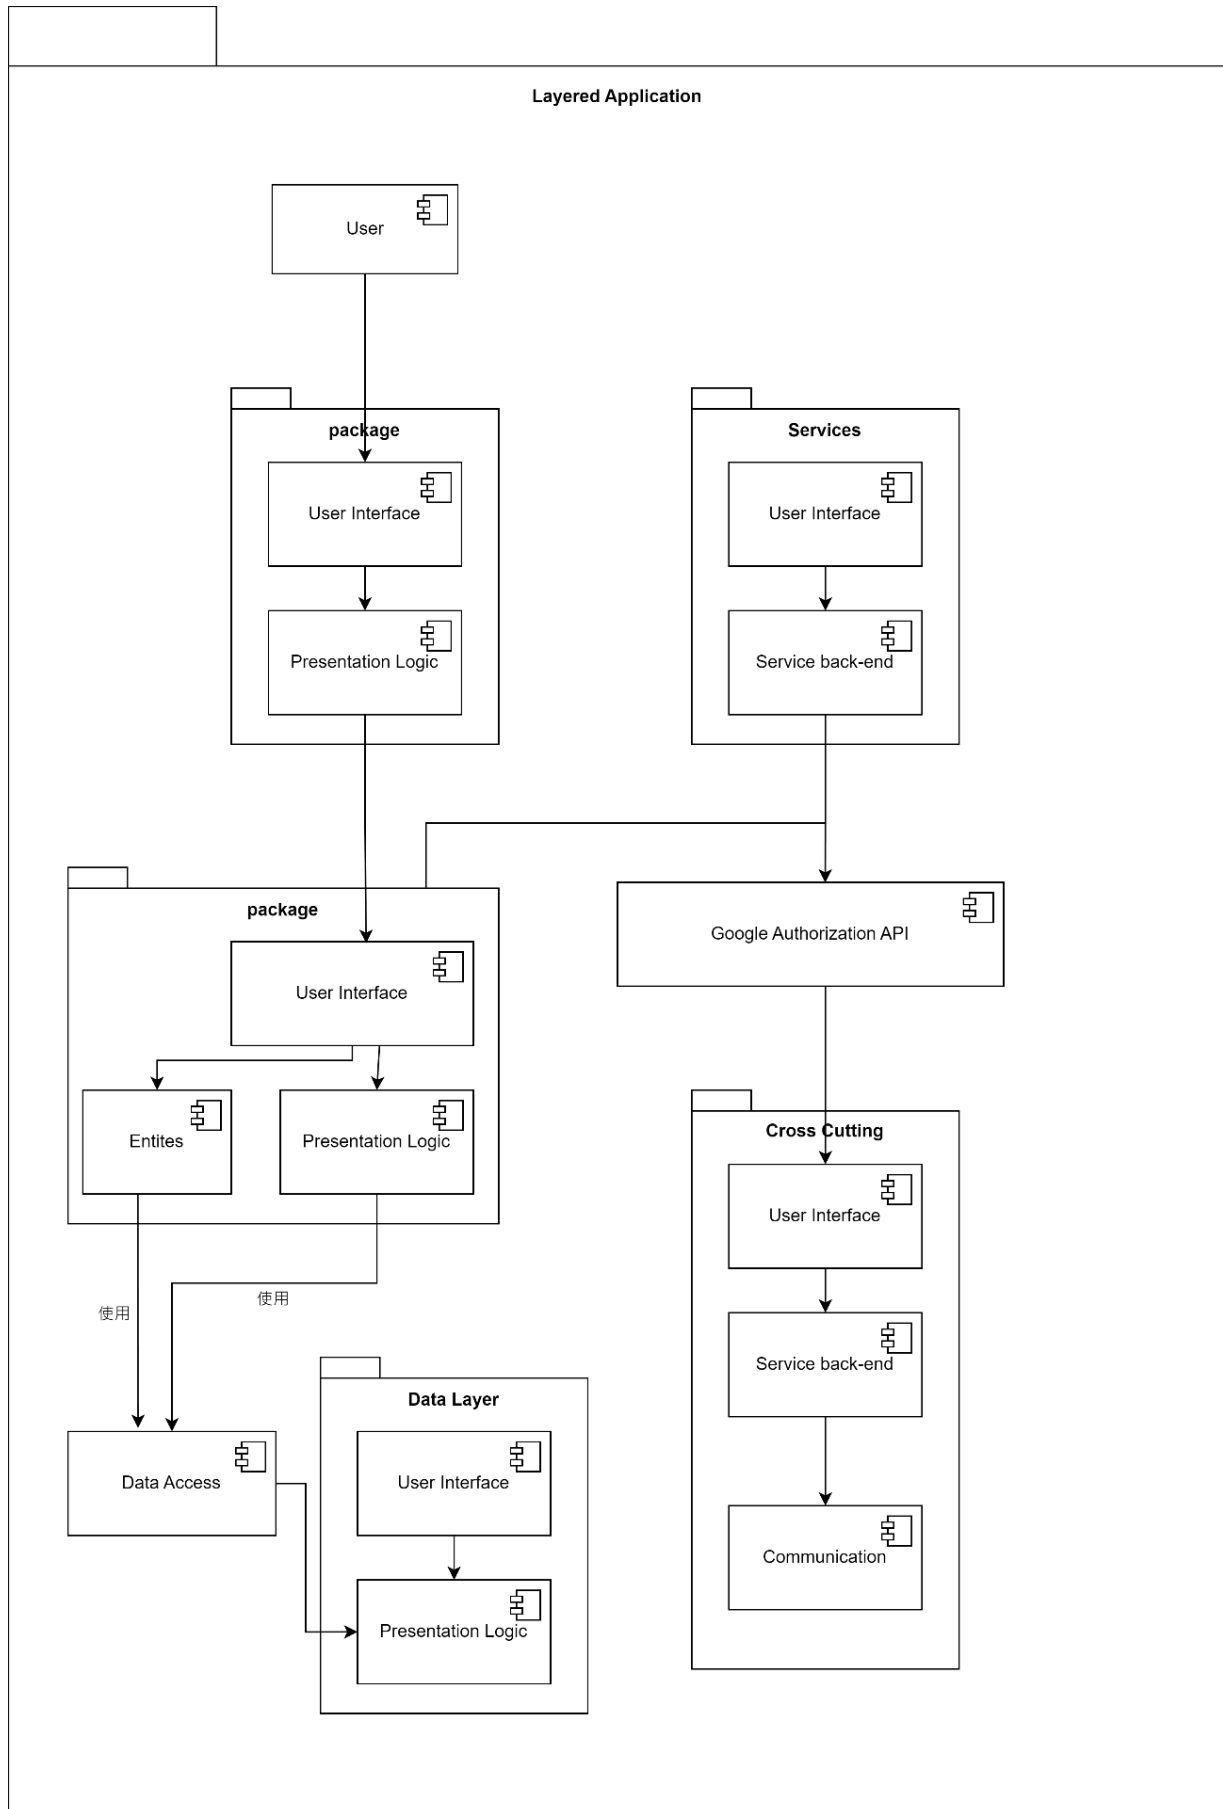 Layered Application
User
package
User Interface
Presentation Logic
Services
User Interface
Service back-end
package
User Interface
Entites
Presentation Logic
Google Authorization API
使用
使用
Data Access
Data Layer
User Interface
Presentation Logic
Cross Cutting
User Interface
Service back-end
Communication